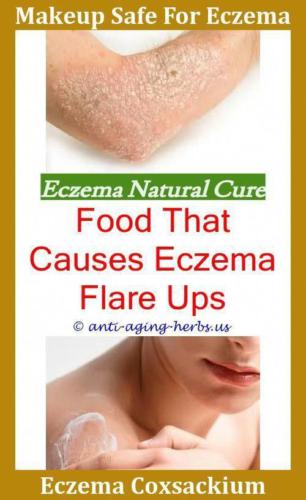 Makeup Safe For Eczema
Eczema Natural Cure
Food That
Causes Eczema
Flare Ups
© anti-aging-herbs.us
Eczema Coxsackium